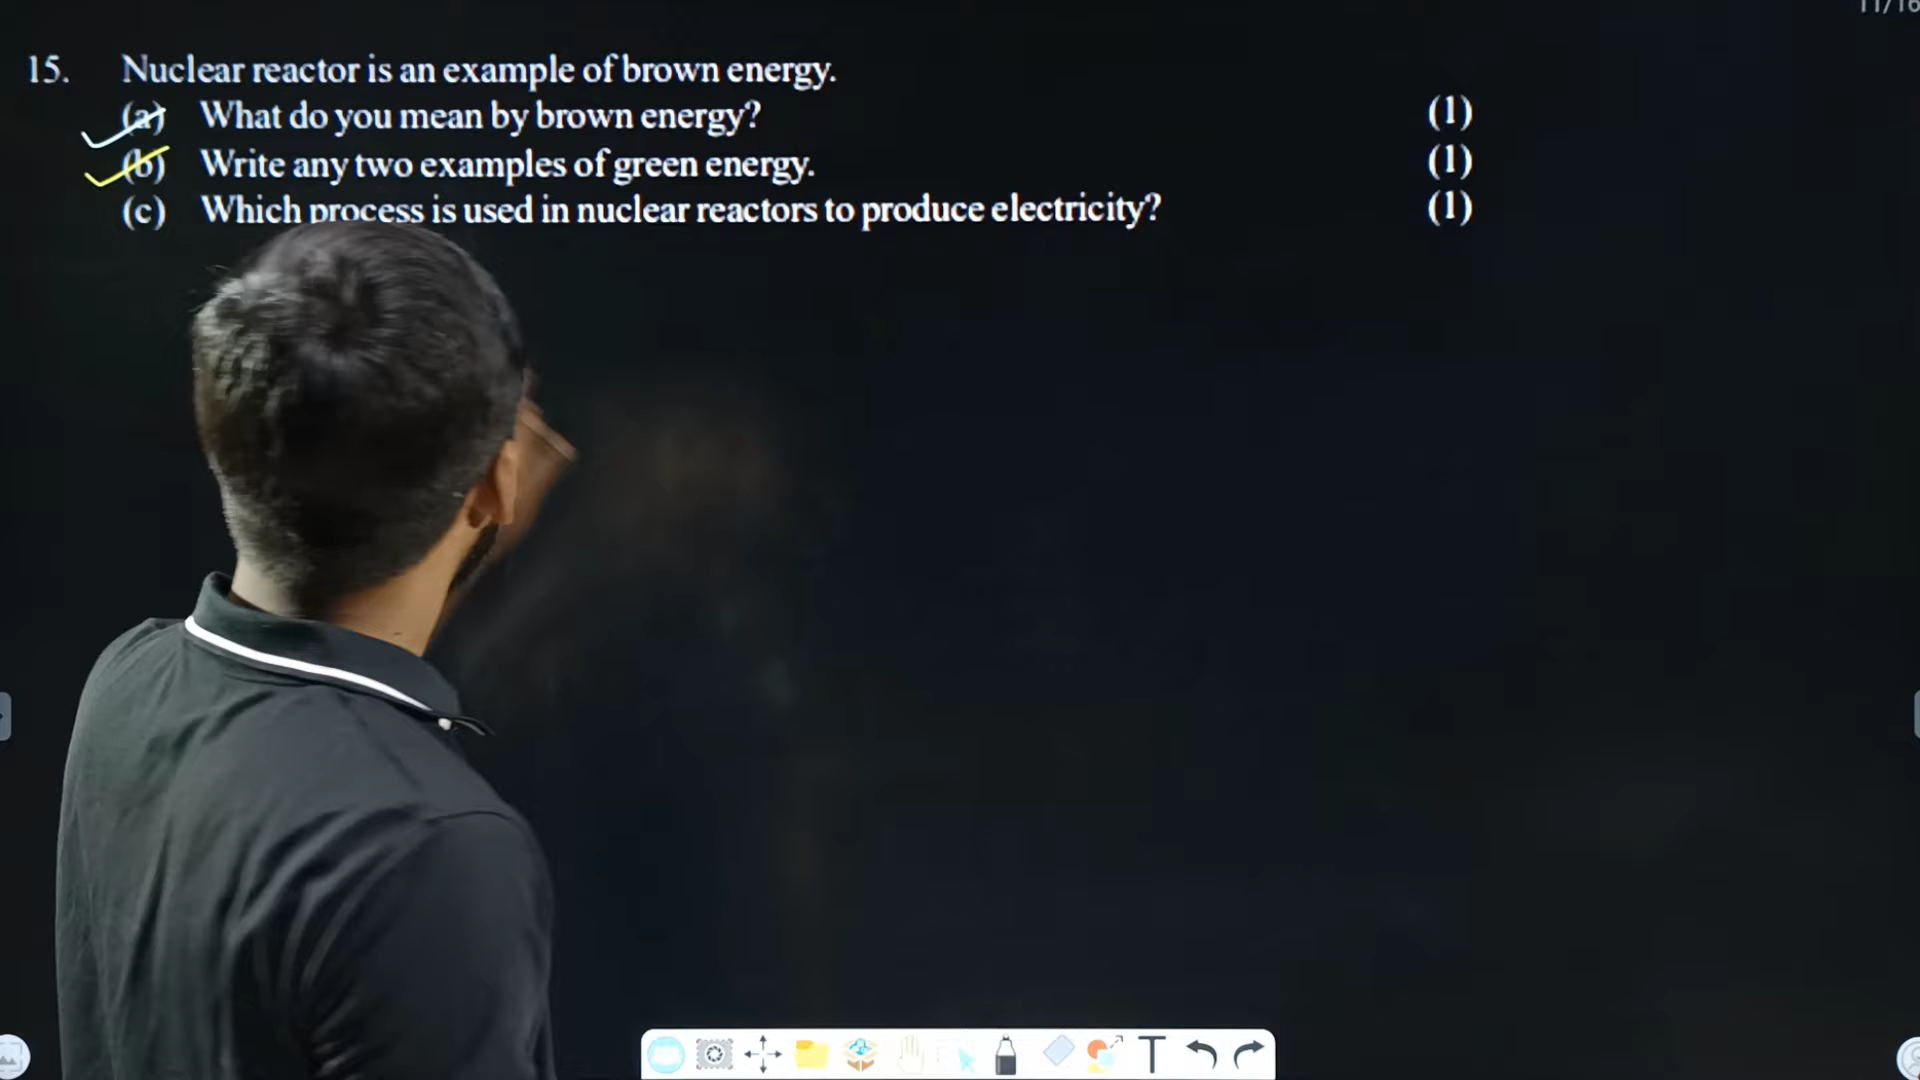 15. Nuclear reactor is an example of brown energy.
(a) What do you mean by brown energy? (1)
(b) Write any two examples of green energy. (1)
(c) Which process is used in nuclear reactors to produce electricity? (1)
T